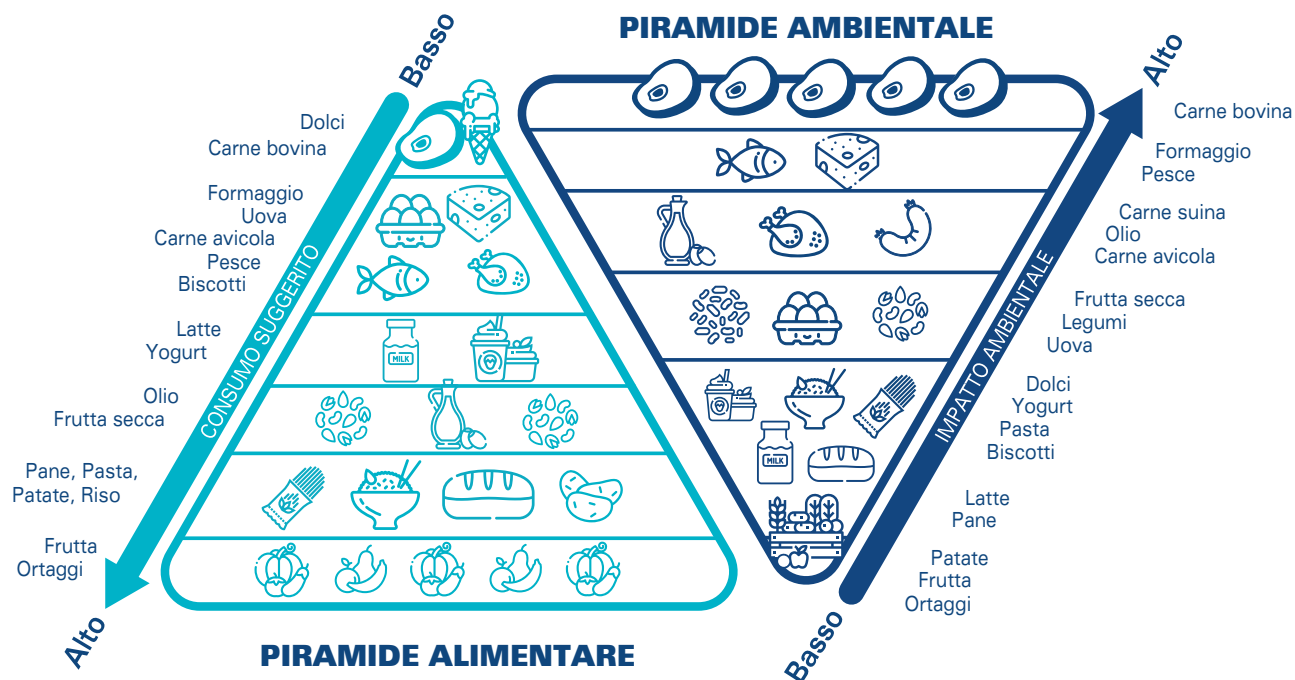 PIRAMIDE AMBIENTALE
Basso
Alto
Dolci
Carne bovina
Formaggio
Uova
Carne avicola
Pesce
Biscotti
Latte
Yogurt
Olio
Frutta secca
Pane, Pasta,
Patate, Riso
Frutta
Ortaggi
CONSUMO SUGGERITO
MILK
Alto
PIRAMIDE ALIMENTARE
Carne bovina
Formaggio
Pesce
Carne suina
Olio
Carne avicola
Frutta secca
Legumi
Uova
Dolci
Yogurt
Pasta
Biscotti
Latte
Pane
Patate
Frutta
Ortaggi
IMPATTO AMBIENTALE
MILK
Basso